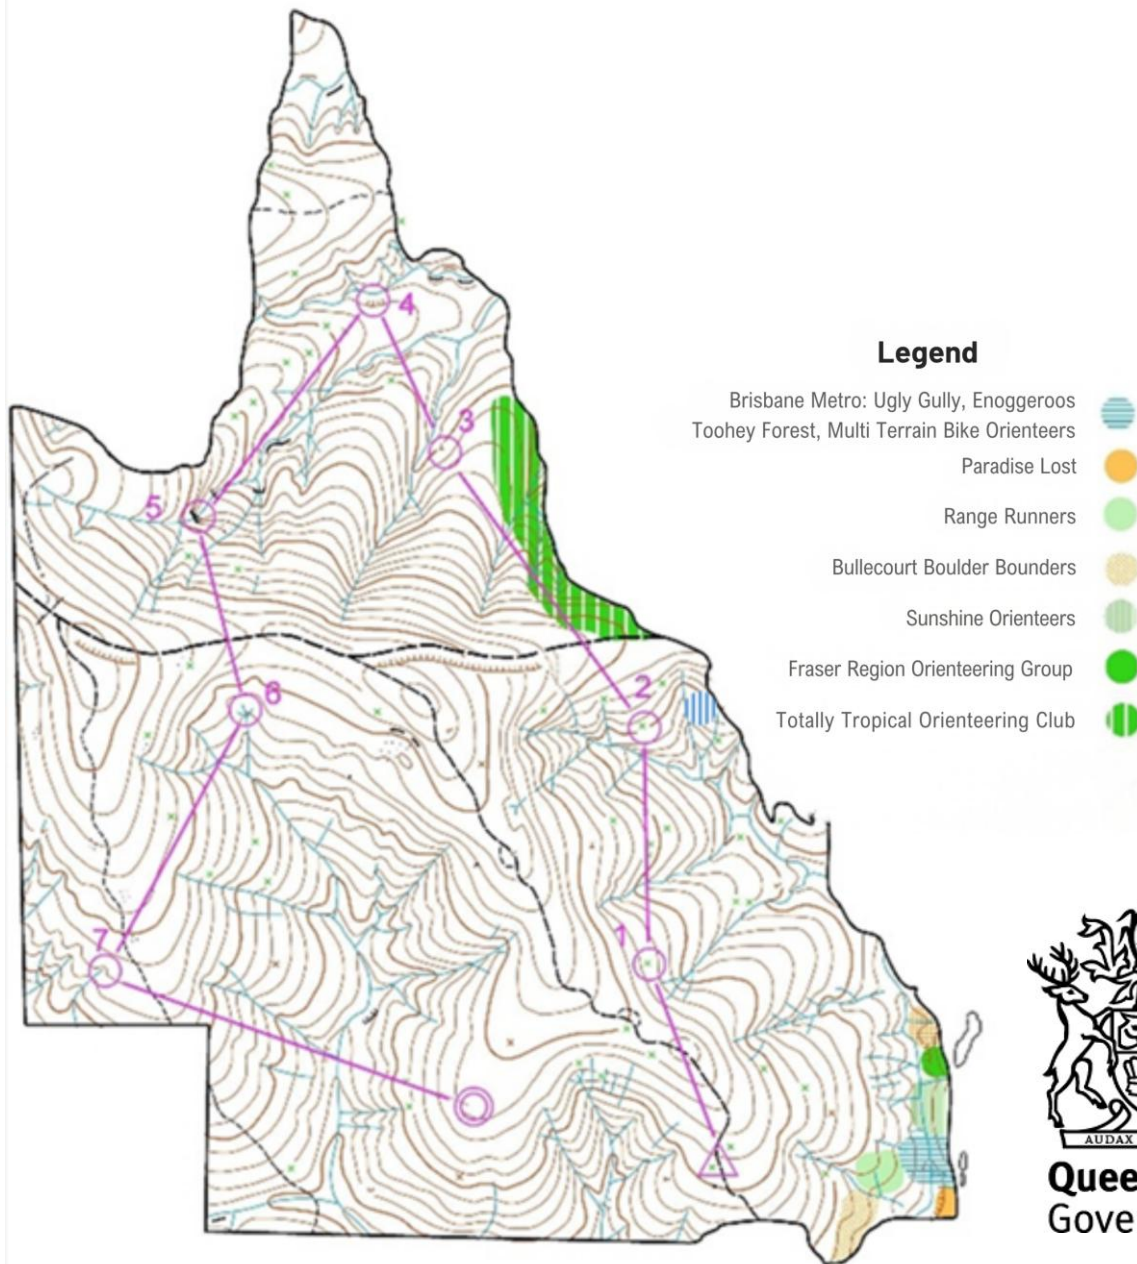 4
3
5
2
6
7
1
Legend
Brisbane Metro: Ugly Gully, Enoggeroos
Toohey Forest, Multi Terrain Bike Orienteers
Paradise Lost
Range Runners
Bullecourt Boulder Bounders
Sunshine Orienteers
Fraser Region Orienteering Group
Totally Tropical Orienteering Club
AUDAX
Quee
Gove